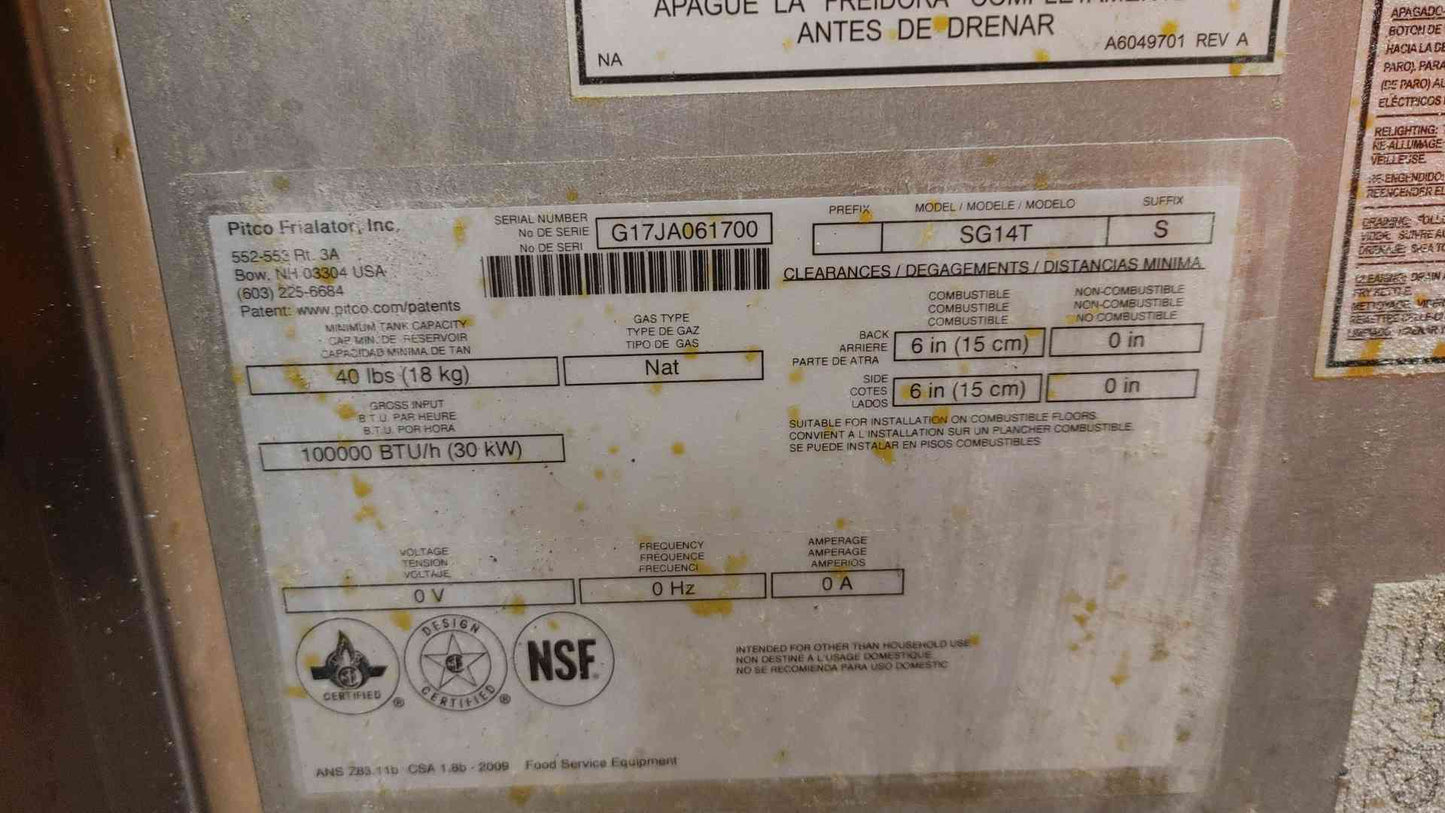 APAGUE LA FREIDORA
ANTES DE DRENAR
NA
A6049701 REV A
APAGADO
BOTON DE
HACIA LA
PARO). PARA
(DE PARO)
ELÉCTRICOS
RELIGHTING:
RE-ALLUMAGE
VEILLEUSE.
Pitco Frialator, Inc.
552-553 Rt. 3A
Bow, NH 03304 USA
(603) 225-6684
Patent: www.pitco.com/patents
SERIAL NUMBER
No DE SERIE
No DE SERI
G17JA061700
PREFIX
MODEL / MODELE / MODELO
SUFFIX
SG14T
S
CLEARANCES / DEGAGEMENTS / DISTANCIAS MINIMA
COMBUSTIBLE
COMBUSTIBLE
COMBUSTIBLE
NON-COMBUSTIBLE
NON-COMBUSTIBLE
NO COMBUSTIBLE
BACK
ARRIERE
PARTE DE ATRA
6 in (15 cm)
0 in
SIDE
COTES
LADOS
6 in (15 cm)
0 in
SUITABLE FOR INSTALLATION ON COMBUSTIBLE FLOORS.
CONVIENT A L'INSTALLATION SUR UN PLANCHER COMBUSTIBLE.
SE PUEDE INSTALAR EN PISOS COMBUSTIBLES
MINIMUM TANK CAPACITY
CAP MIN. DE RESERVOIR
CAPACIDAD MINIMA DE TAN
40 lbs (18 kg)
GAS TYPE
TYPE DE GAZ
TIPO DE GAS
Nat
GROSS INPUT
B.T.U. PAR HEURE
B.T.U. POR HORA
100000 BTU/h (30 kW)
VOLTAGE
TENSION
VOLTAJE
0 V
FREQUENCY
FREQUENCE
FRECUENCI
0 Hz
AMPERAGE
AMPERAGE
AMPERIOS
0 A
CERTIFIED ®
DESIGN
CERTIFIED ®
NSF.
INTENDED FOR OTHER THAN HOUSEHOLD USE
NON DESTINE A L'USAGE DOMESTIQUE
NO SE RECOMIENDA PARA USO DOMESTIC
ANS Z83.11b CSA 1.8b - 2009 Food Service Equipment